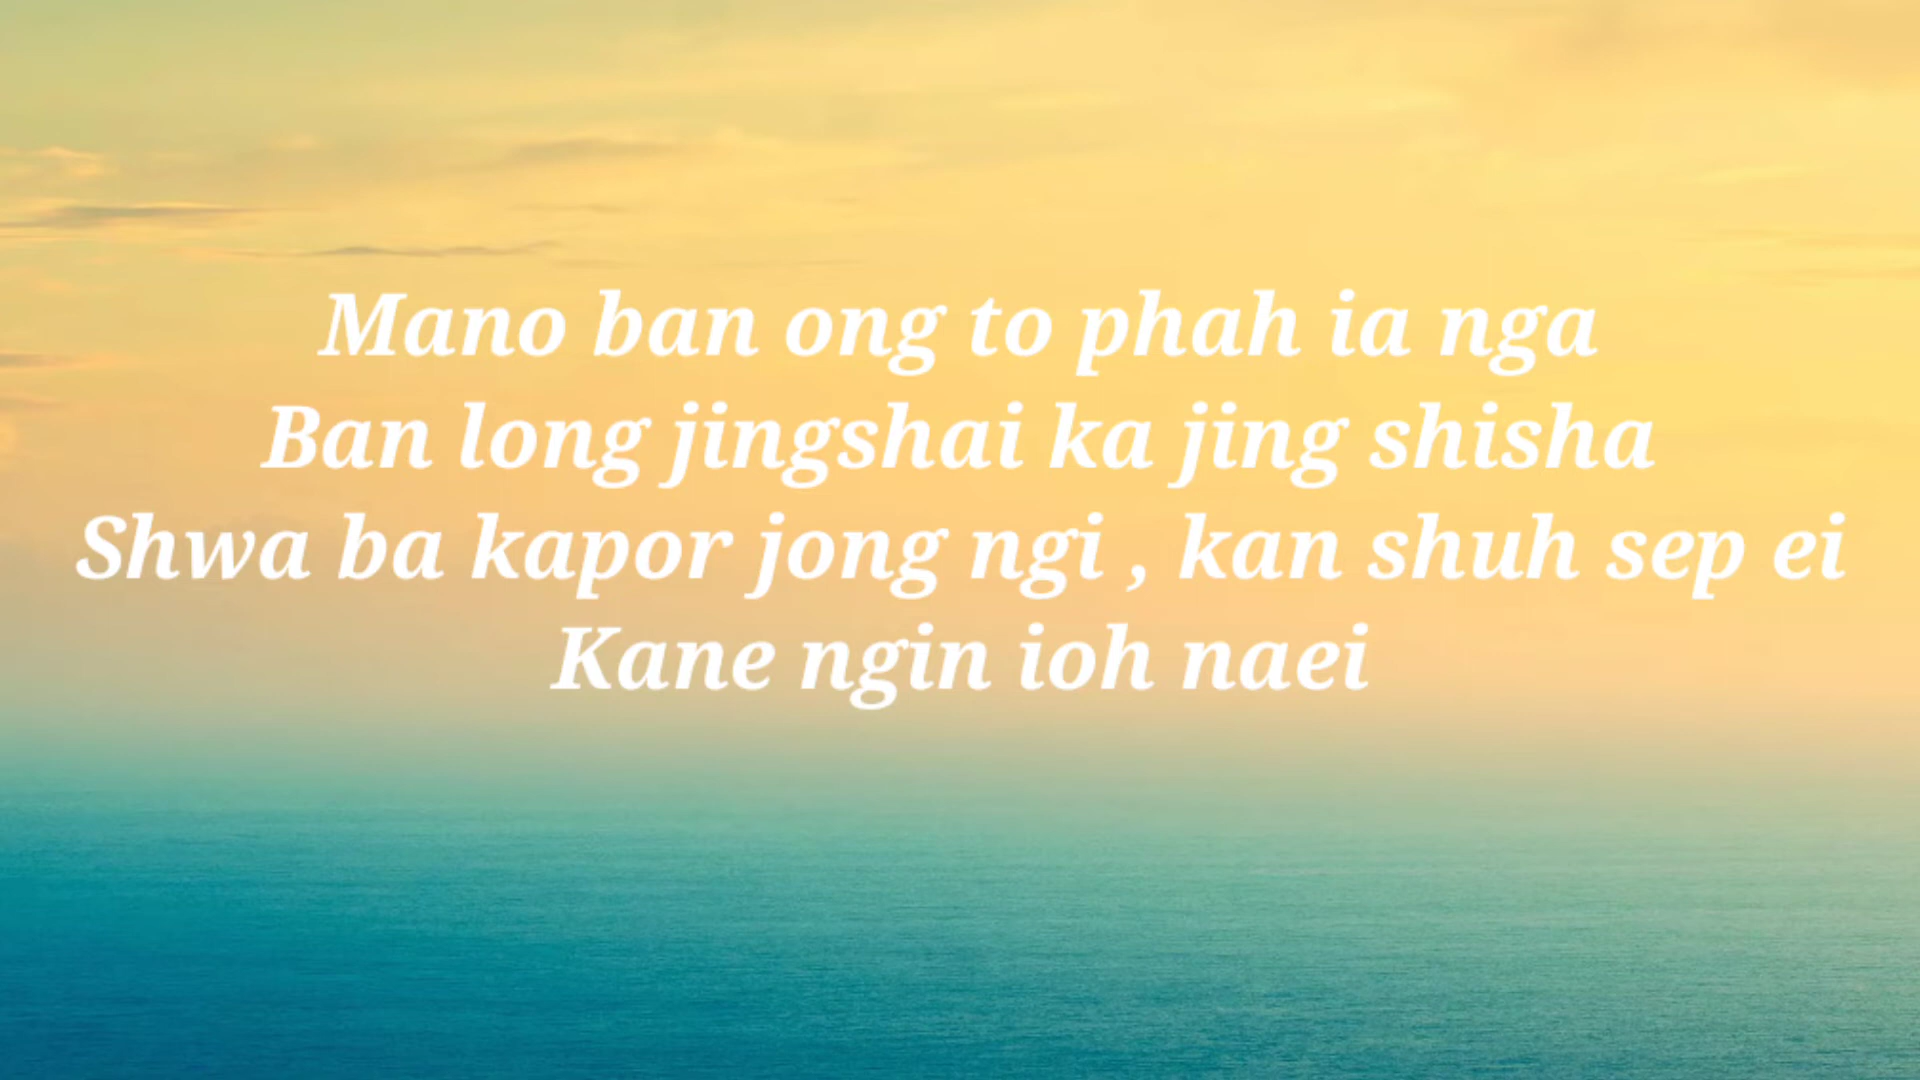 Mano ban ong to phah ia nga
Ban long jingshai ka jing shisha
Shwa ba kapor jong ngi , kan shuh sep ei
Kane ngin ioh naei